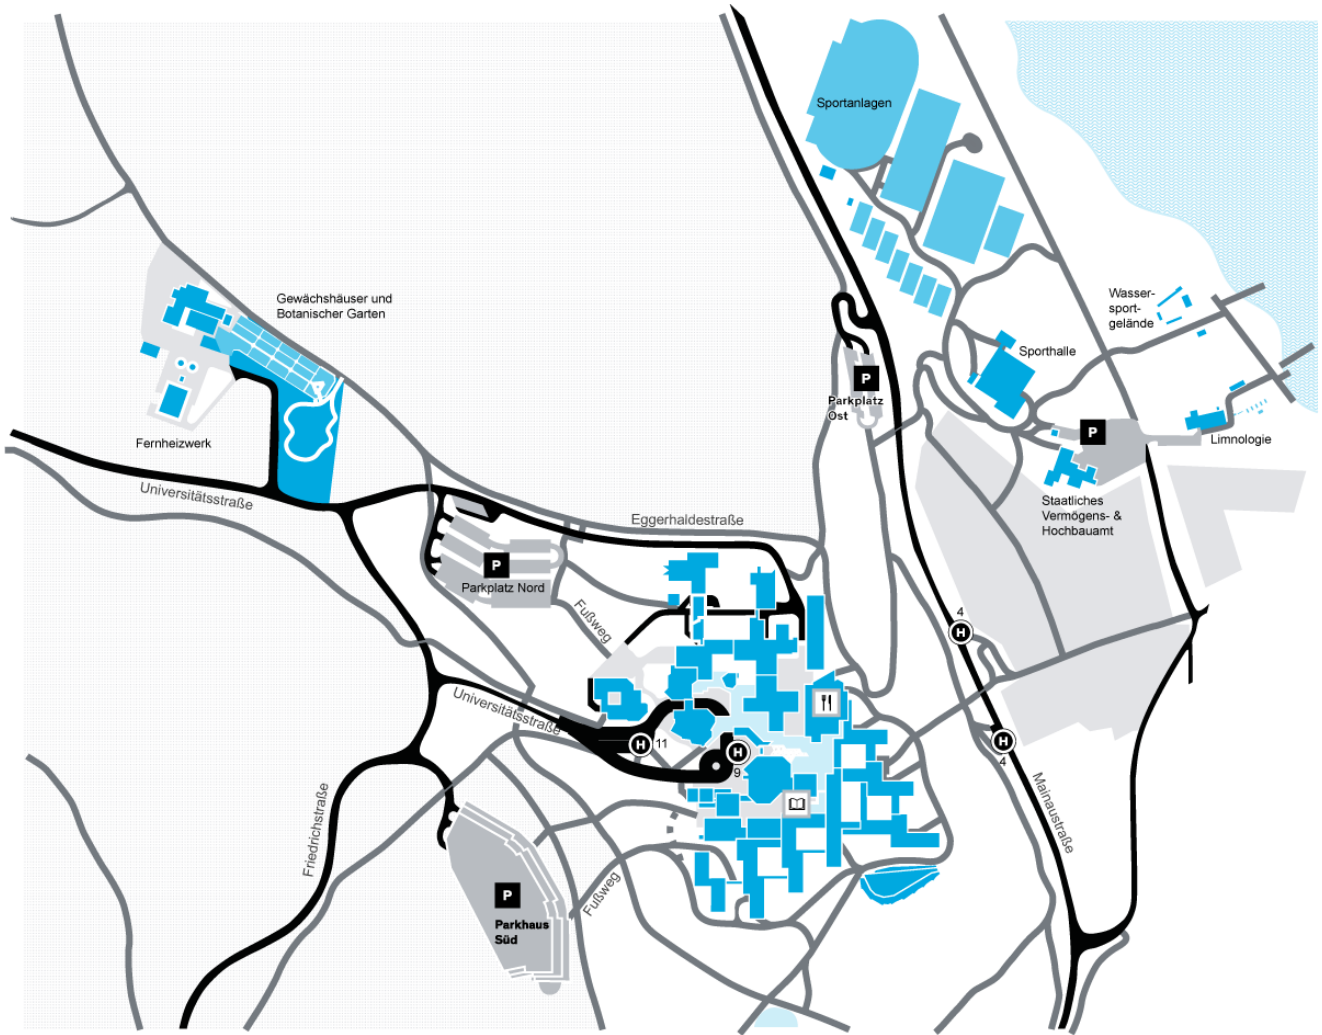 Sportanlagen
Gewächshäuser und
Botanischer Garten
Wasser-
sport-
gelände
Sporthalle
P
Parkplatz
Ost
P
Fernheizwerk
Limnologie
Universitätsstraße
Staatliches
Vermögens- &
Hochbauamt
Eggerhaldestraße
P
Parkplatz Nord
Fußweg
4
H
Universitätsstraße
H
11
H
9
H
4
Friedrichstraße
Mainaustraße
P
Fußweg
Parkhaus
Süd